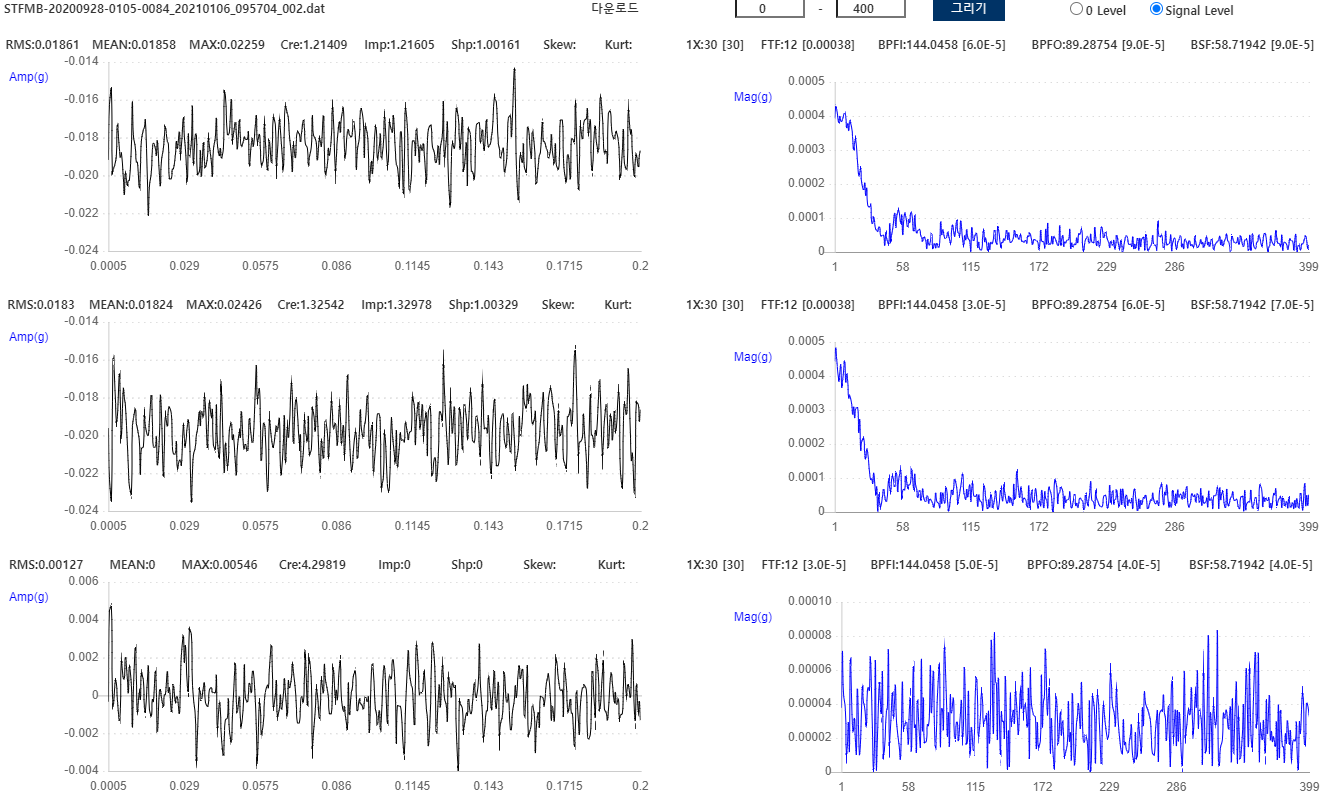 STFMB-20200928-0105-0084_20210106_095704_002.dat 다운로드 0 - 400 그리기 0 Level Signal Level
RMS:0.01861 MEAN:0.01858 MAX:0.02259 Cre:1.21409 Imp:1.21605 Shp:1.00161 Skew: Kurt:
Amp(g)
-0.014
-0.016
-0.018
-0.020
-0.022
-0.024
0.0005 0.029 0.0575 0.086 0.1145 0.143 0.1715 0.2
1X:30 [30] FTF:12 [0.00038] BPFI:144.0458 [6.0E-5] BPFO:89.28754 [9.0E-5] BSF:58.71942 [9.0E-5]
Mag(g)
0.0005
0.0004
0.0003
0.0002
0.0001
0
1 58 115 172 229 286 399
RMS:0.0183 MEAN:0.01824 MAX:0.02426 Cre:1.32542 Imp:1.32978 Shp:1.00329 Skew: Kurt:
Amp(g)
-0.014
-0.016
-0.018
-0.020
-0.022
-0.024
0.0005 0.029 0.0575 0.086 0.1145 0.143 0.1715 0.2
1X:30 [30] FTF:12 [0.00038] BPFI:144.0458 [3.0E-5] BPFO:89.28754 [6.0E-5] BSF:58.71942 [7.0E-5]
Mag(g)
0.0005
0.0004
0.0003
0.0002
0.0001
0
1 58 115 172 229 286 399
RMS:0.00127 MEAN:0 MAX:0.00546 Cre:4.29819 Imp:0 Shp:0 Skew: Kurt:
Amp(g)
0.006
0.004
0.002
0
-0.002
-0.004
0.0005 0.029 0.0575 0.086 0.1145 0.143 0.1715 0.2
1X:30 [30] FTF:12 [3.0E-5] BPFI:144.0458 [5.0E-5] BPFO:89.28754 [4.0E-5] BSF:58.71942 [4.0E-5]
Mag(g)
0.00010
0.00008
0.00006
0.00004
0.00002
0
1 58 115 172 229 286 399